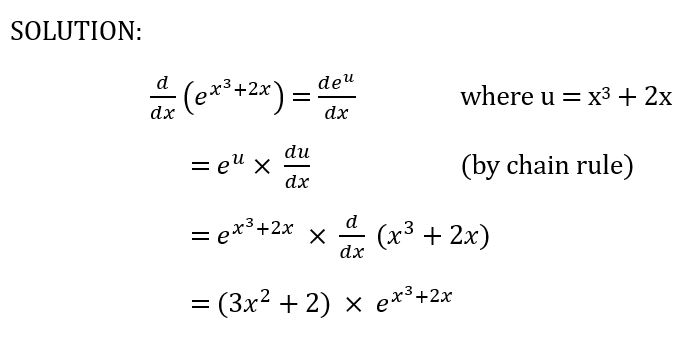 SOLUTION:
d/dx (e^(x³+2x)) = de^u/dx where u = x³ + 2x
= e^u × du/dx (by chain rule)
= e^(x³+2x) × d/dx (x³ + 2x)
= (3x² + 2) × e^(x³+2x)